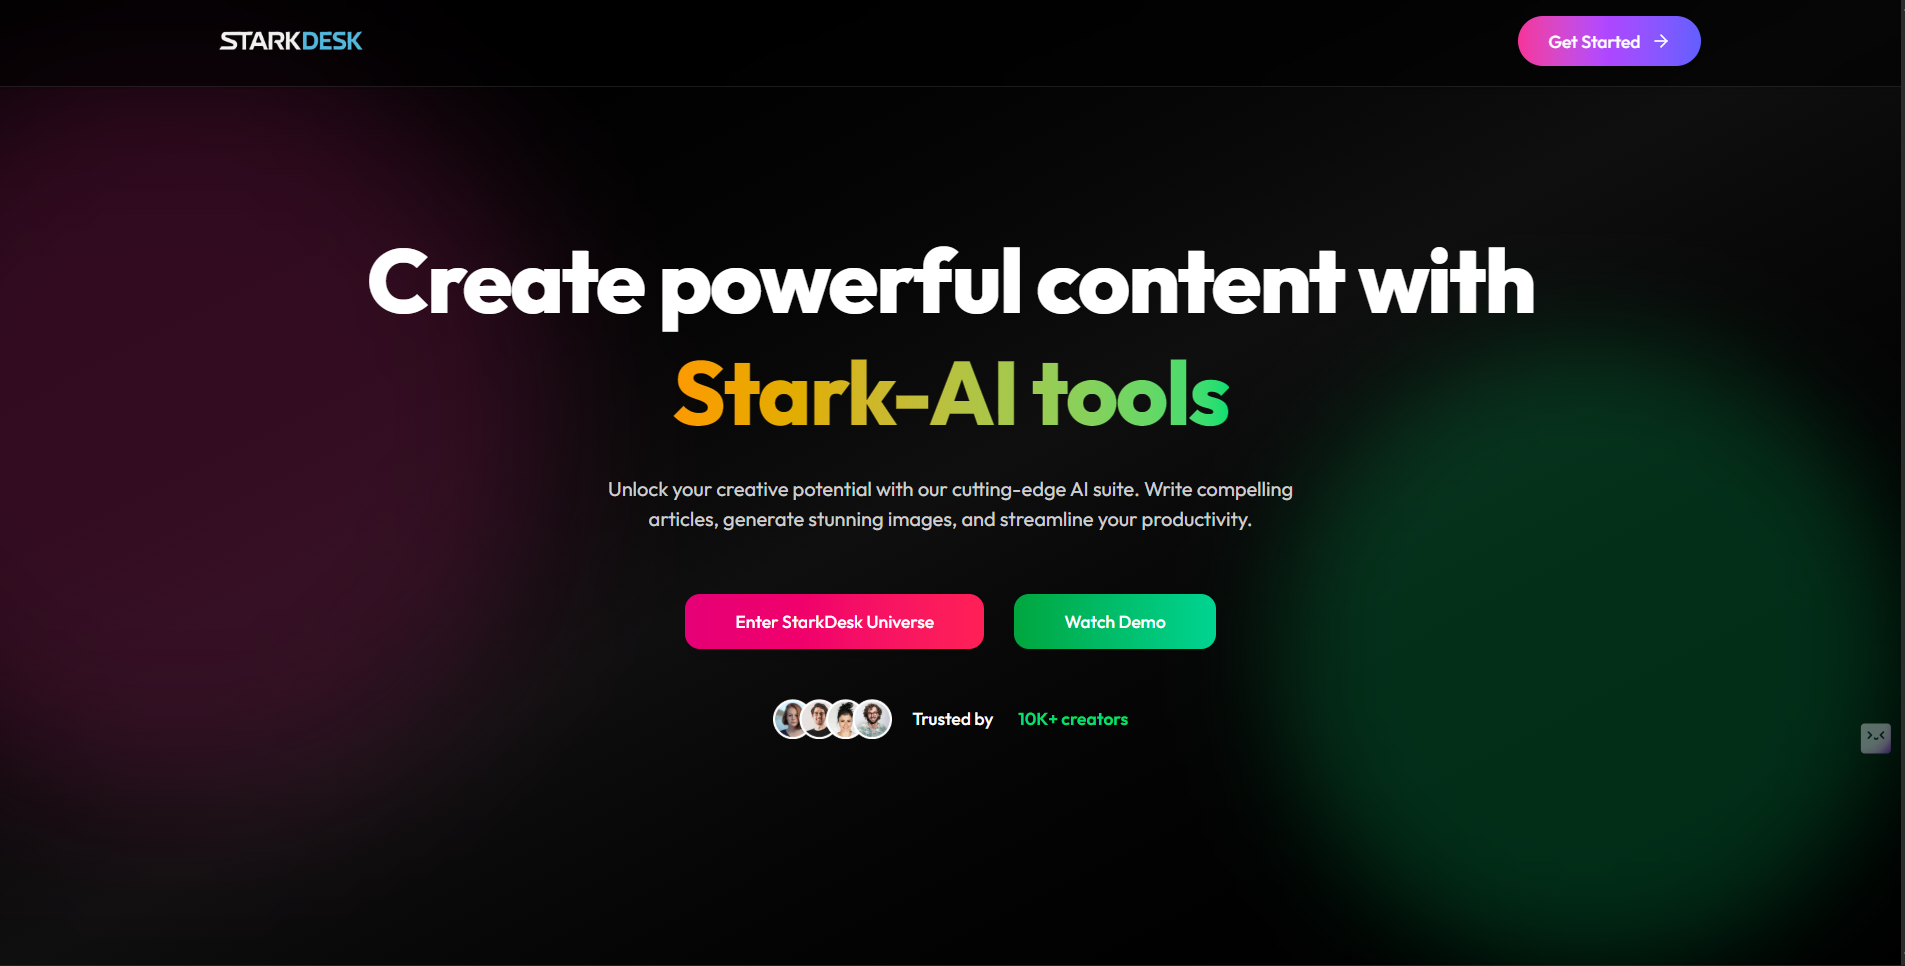 STARKDESK
Get Started
Create powerful content with
Stark-AI tools
Unlock your creative potential with our cutting-edge AI suite. Write compelling
articles, generate stunning images, and streamline your productivity.
Enter StarkDesk Universe
Watch Demo
Trusted by 10K+ creators